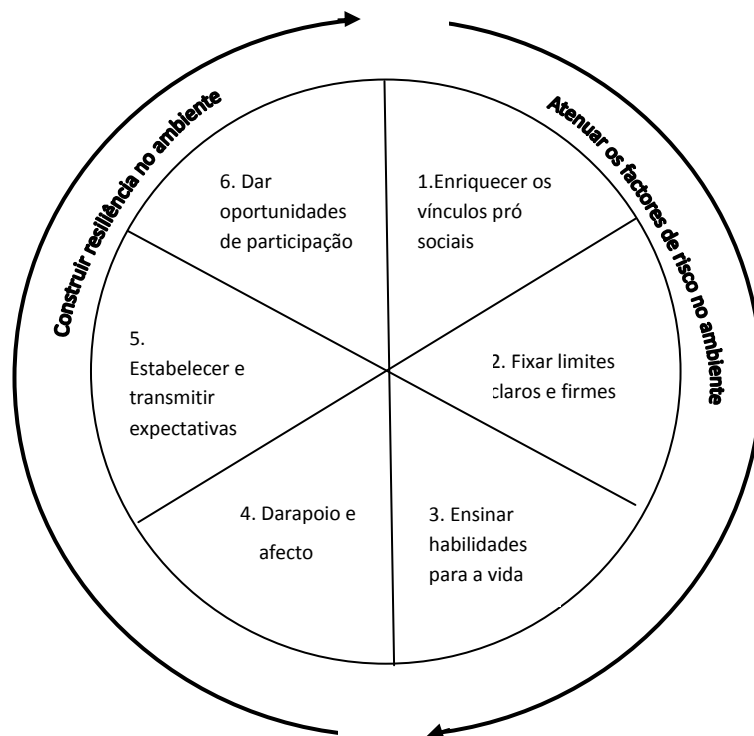 Construir resiliência no ambiente
Atenuar os factores de risco no ambiente
6. Dar
oportunidades
de participação
1.Enriquecer os
vínculos pró
sociais
5.
Estabelecer e
transmitir
expectativas
2. Fixar limites
claros e firmes
4. Darapoio e
afecto
3. Ensinar
habilidades
para a vida